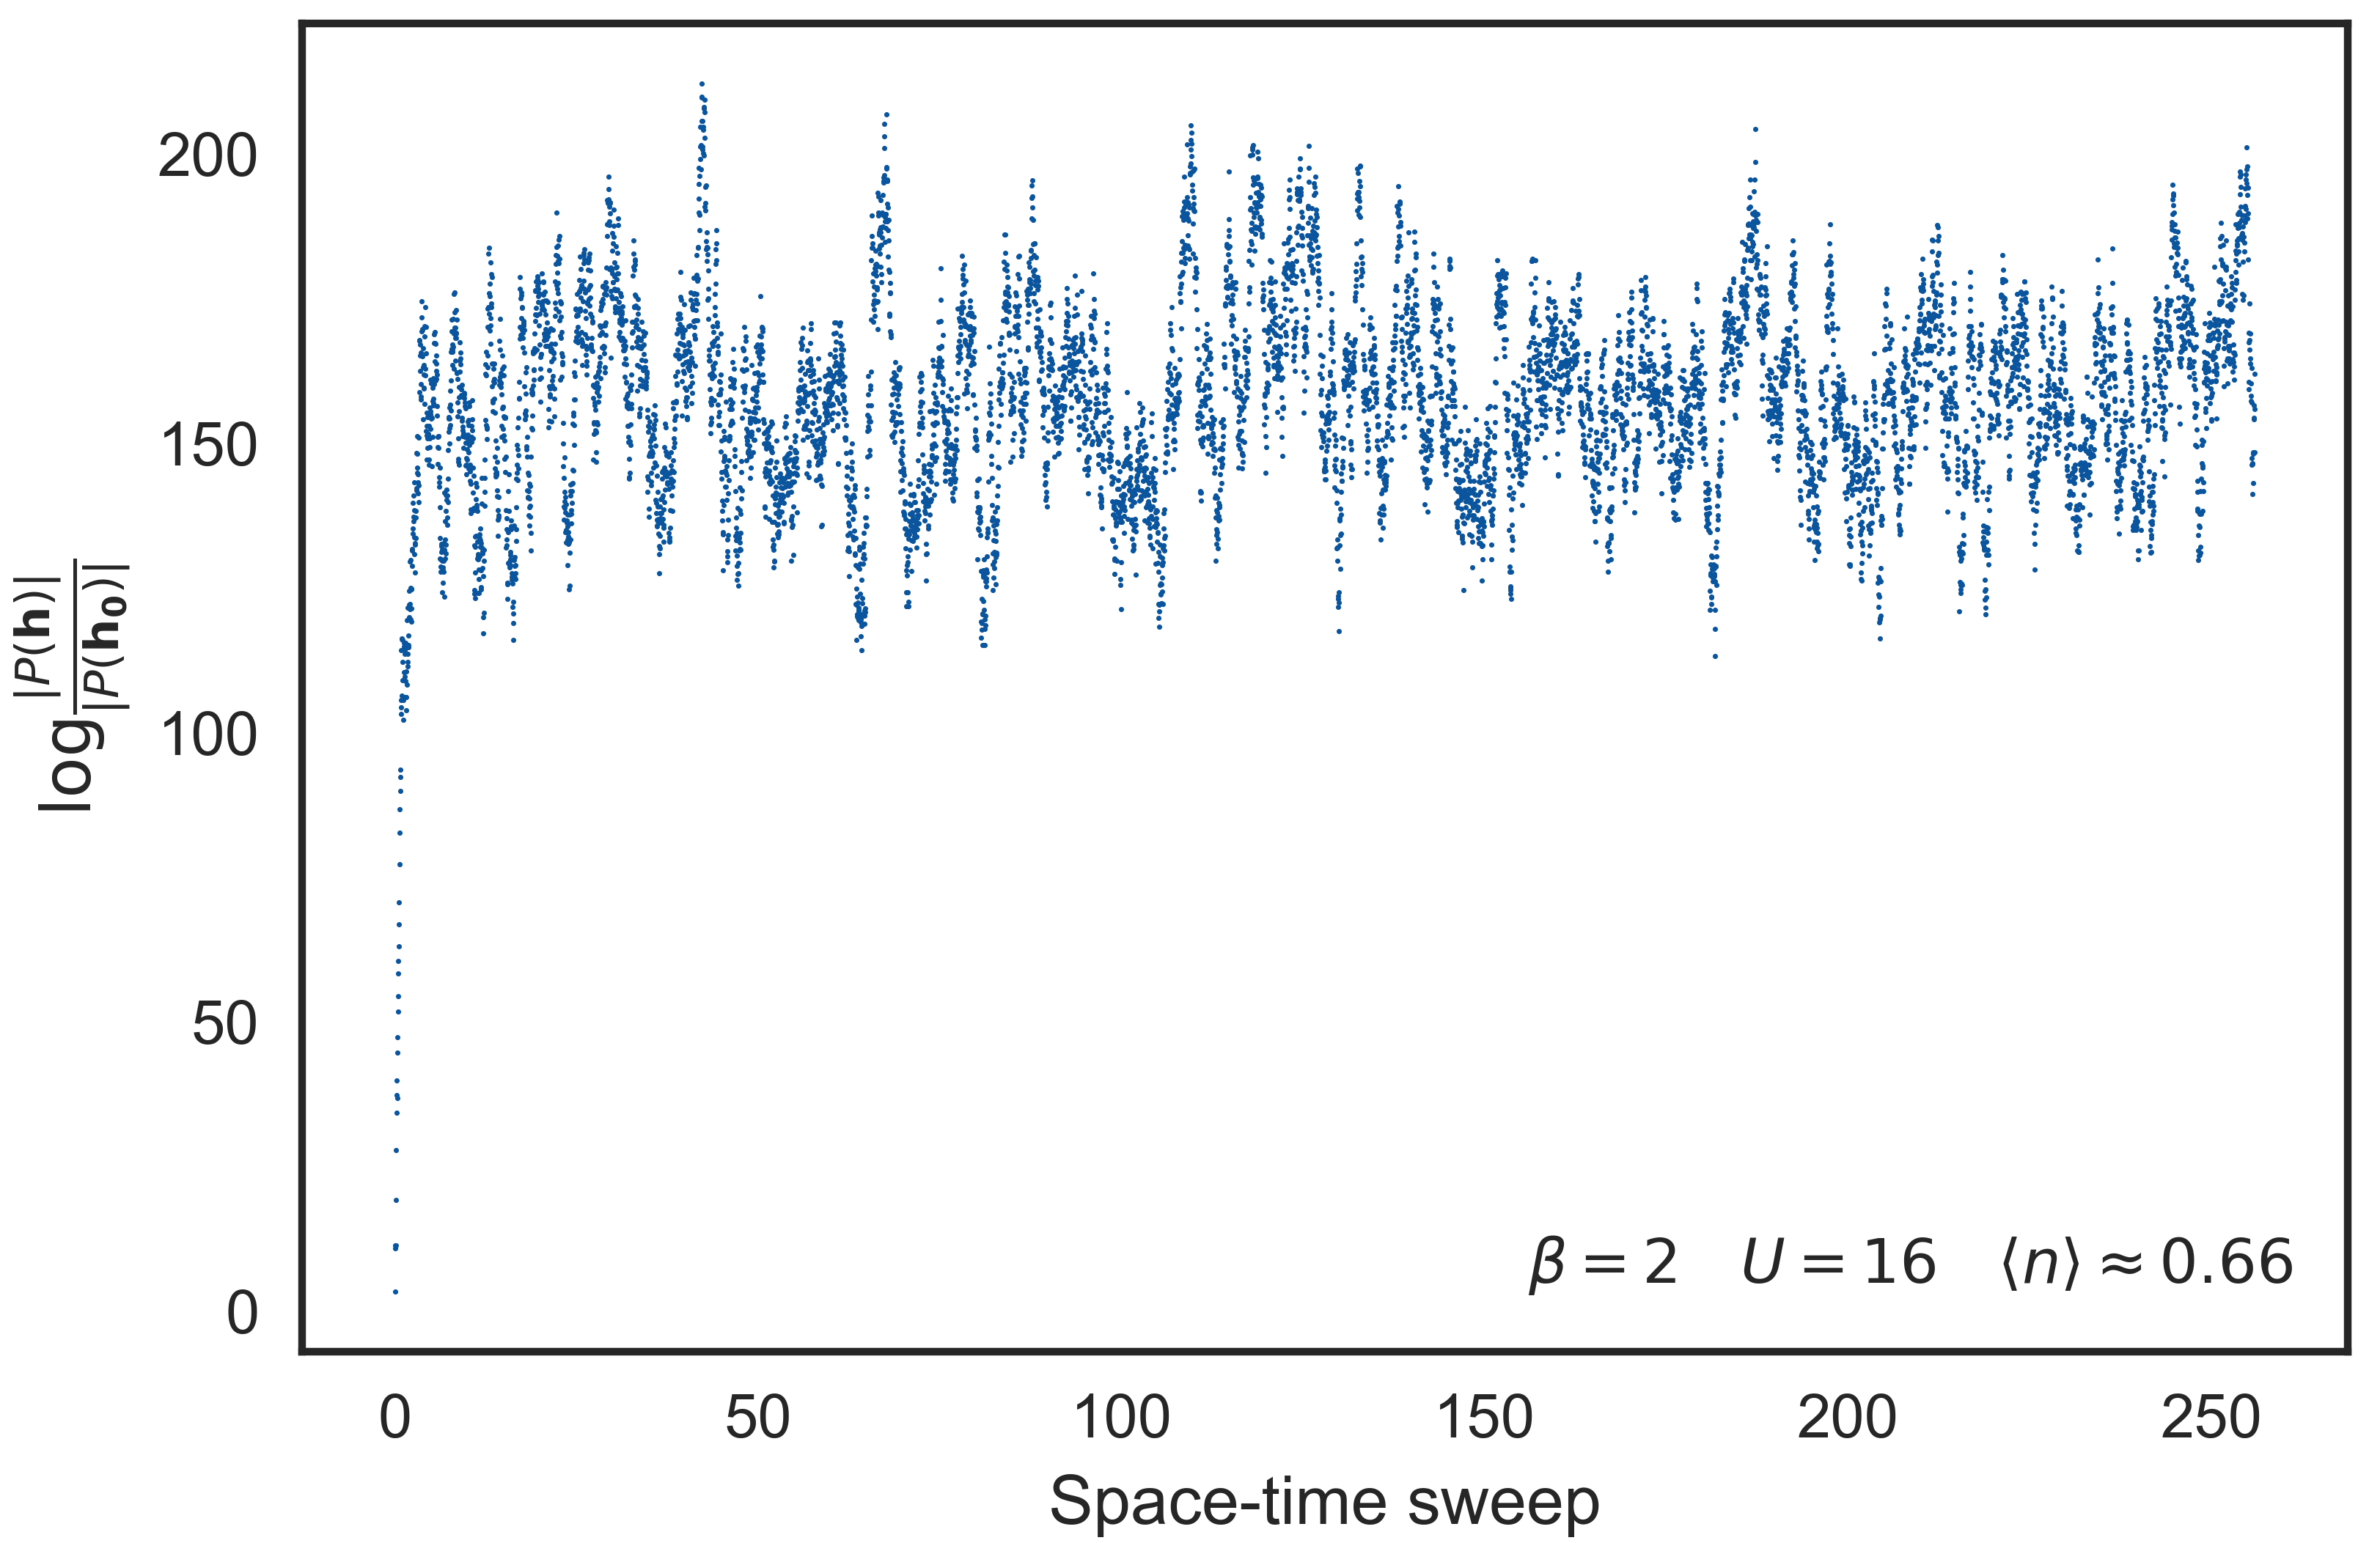 log |P(𝐡)| / |P(𝐡₀)|
200
150
100
50
0
β = 2 U = 16 ⟨n⟩ ≈ 0.66
0 50 100 150 200 250
Space-time sweep